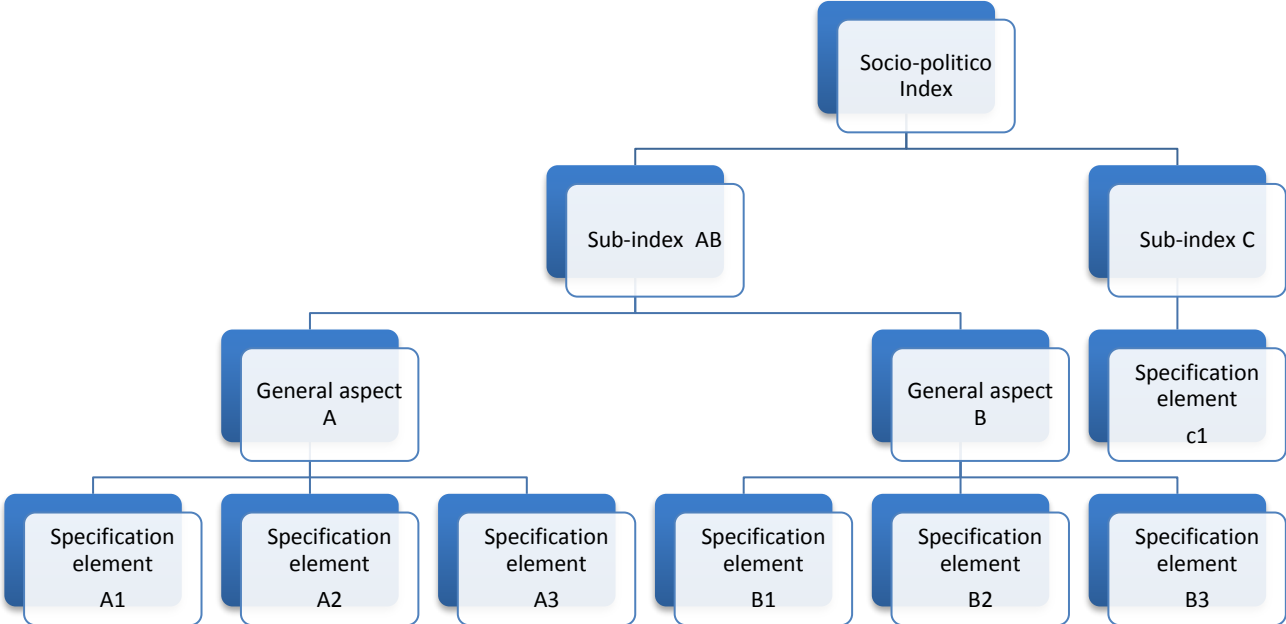 Socio-politico
Index
Sub-index  AB
Sub-index C
General aspect
A
General aspect
B
Specification
element
c1
Specification
element
A1
Specification
element
A2
Specification
element
A3
Specification
element
B1
Specification
element
B2
Specification
element
B3